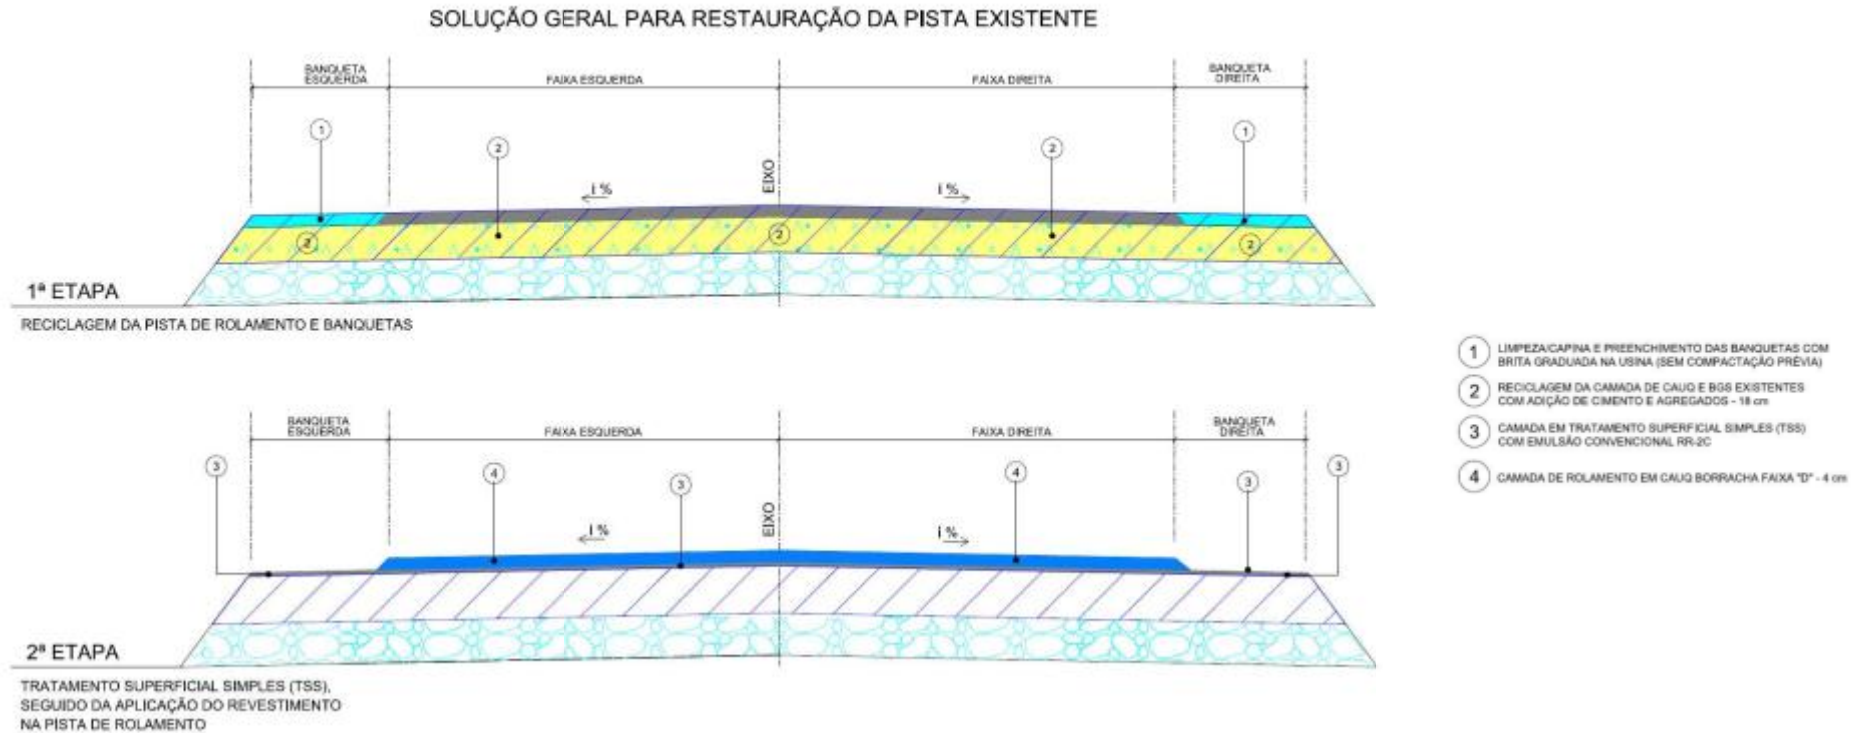 SOLUÇÃO GERAL PARA RESTAURAÇÃO DA PISTA EXISTENTE
BANQUETA
ESQUERDA
FAIXA ESQUERDA
FAIXA DIREITA
BANQUETA
DIREITA
1
2
2
1
EIXO
i %
i %
2
2
2
1ª ETAPA
RECICLAGEM DA PISTA DE ROLAMENTO E BANQUETAS
1 LIMPEZA/CAPINA E PREENCHIMENTO DAS BANQUETAS COM
BRITA GRADUADA NA USINA (SEM COMPACTAÇÃO PRÉVIA)
2 RECICLAGEM DA CAMADA DE CAUQ E BGS EXISTENTES
COM ADIÇÃO DE CIMENTO E AGREGADOS - 18 cm
3 CAMADA EM TRATAMENTO SUPERFICIAL SIMPLES (TSS)
COM EMULSÃO CONVENCIONAL RR-2C
4 CAMADA DE ROLAMENTO EM CAUQ BORRACHA FAIXA "D" - 4 cm
BANQUETA
ESQUERDA
FAIXA ESQUERDA
FAIXA DIREITA
BANQUETA
DIREITA
3
4
3
4
3
3
EIXO
i %
i %
2ª ETAPA
TRATAMENTO SUPERFICIAL SIMPLES (TSS),
SEGUIDO DA APLICAÇÃO DO REVESTIMENTO
NA PISTA DE ROLAMENTO